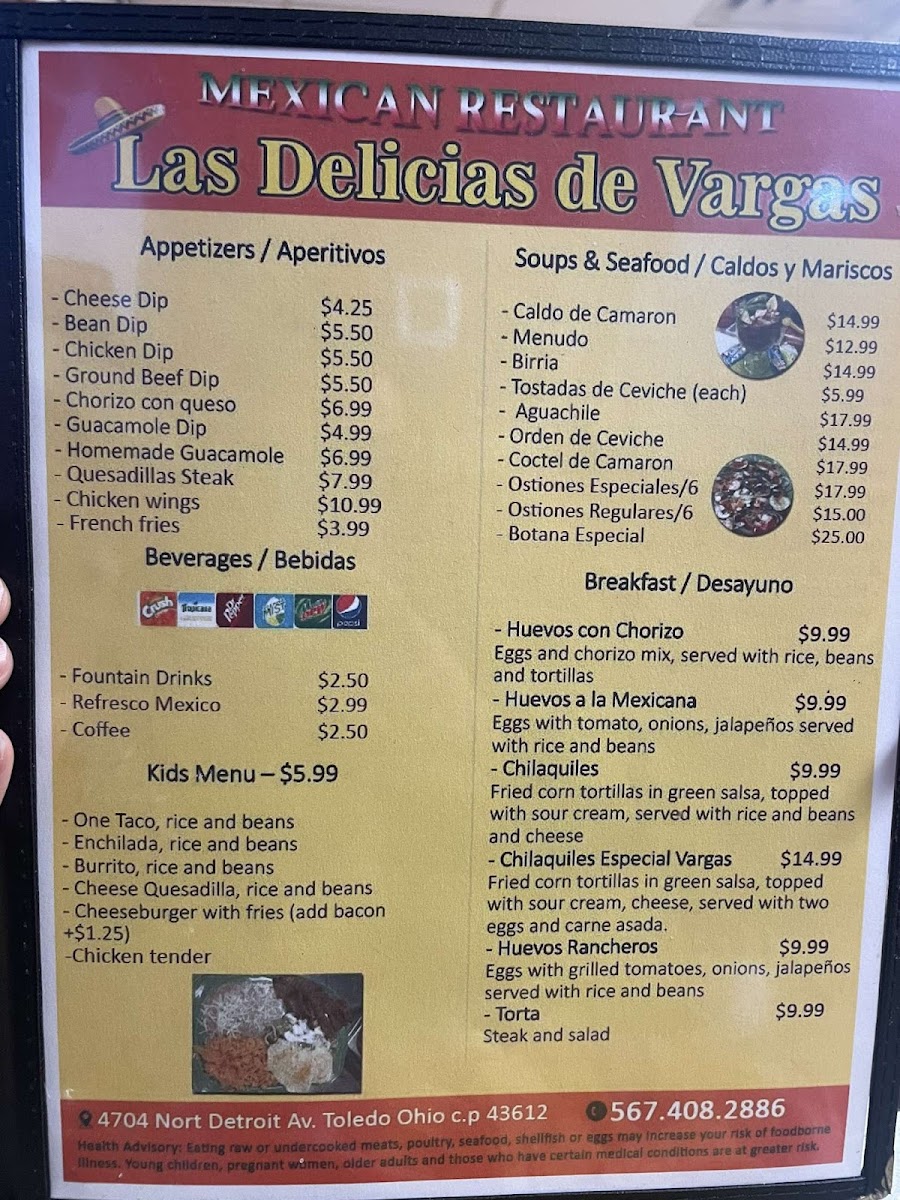 MEXICAN RESTAURANT
Las Delicias de Vargas
Appetizers / Aperitivos
- Cheese Dip $4.25
- Bean Dip $5.50
- Chicken Dip $5.50
- Ground Beef Dip $5.50
- Chorizo con queso $6.99
- Guacamole Dip $4.99
- Homemade Guacamole $6.99
- Quesadillas Steak $7.99
- Chicken wings $10.99
- French fries $3.99
Beverages / Bebidas
Crush Tropicana Dr Pepper MIST pepsi
- Fountain Drinks $2.50
- Refresco Mexico $2.99
- Coffee $2.50
Kids Menu – $5.99
- One Taco, rice and beans
- Enchilada, rice and beans
- Burrito, rice and beans
- Cheese Quesadilla, rice and beans
- Cheeseburger with fries (add bacon
+$1.25)
-Chicken tender
Soups & Seafood / Caldos y Mariscos
- Caldo de Camaron $14.99
- Menudo $12.99
- Birria $14.99
- Tostadas de Ceviche (each) $5.99
- Aguachile $17.99
- Orden de Ceviche $14.99
- Coctel de Camaron $17.99
- Ostiones Especiales/6 $17.99
- Ostiones Regulares/6 $15.00
- Botana Especial $25.00
Breakfast / Desayuno
- Huevos con Chorizo $9.99
Eggs and chorizo mix, served with rice, beans
and tortillas
- Huevos a la Mexicana $9.99
Eggs with tomato, onions, jalapeños served
with rice and beans
- Chilaquiles $9.99
Fried corn tortillas in green salsa, topped
with sour cream, served with rice and beans
and cheese
- Chilaquiles Especial Vargas $14.99
Fried corn tortillas in green salsa, topped
with sour cream, cheese, served with two
eggs and carne asada.
- Huevos Rancheros $9.99
Eggs with grilled tomatoes, onions, jalapeños
served with rice and beans
- Torta $9.99
Steak and salad
4704 Nort Detroit Av. Toledo Ohio c.p 43612 567.408.2886
Health Advisory: Eating raw or undercooked meats, poultry, seafood, shellfish or eggs may increase your risk of foodborne
illness. Young children, pregnant women, older adults and those who have certain medical conditions are at greater risk.